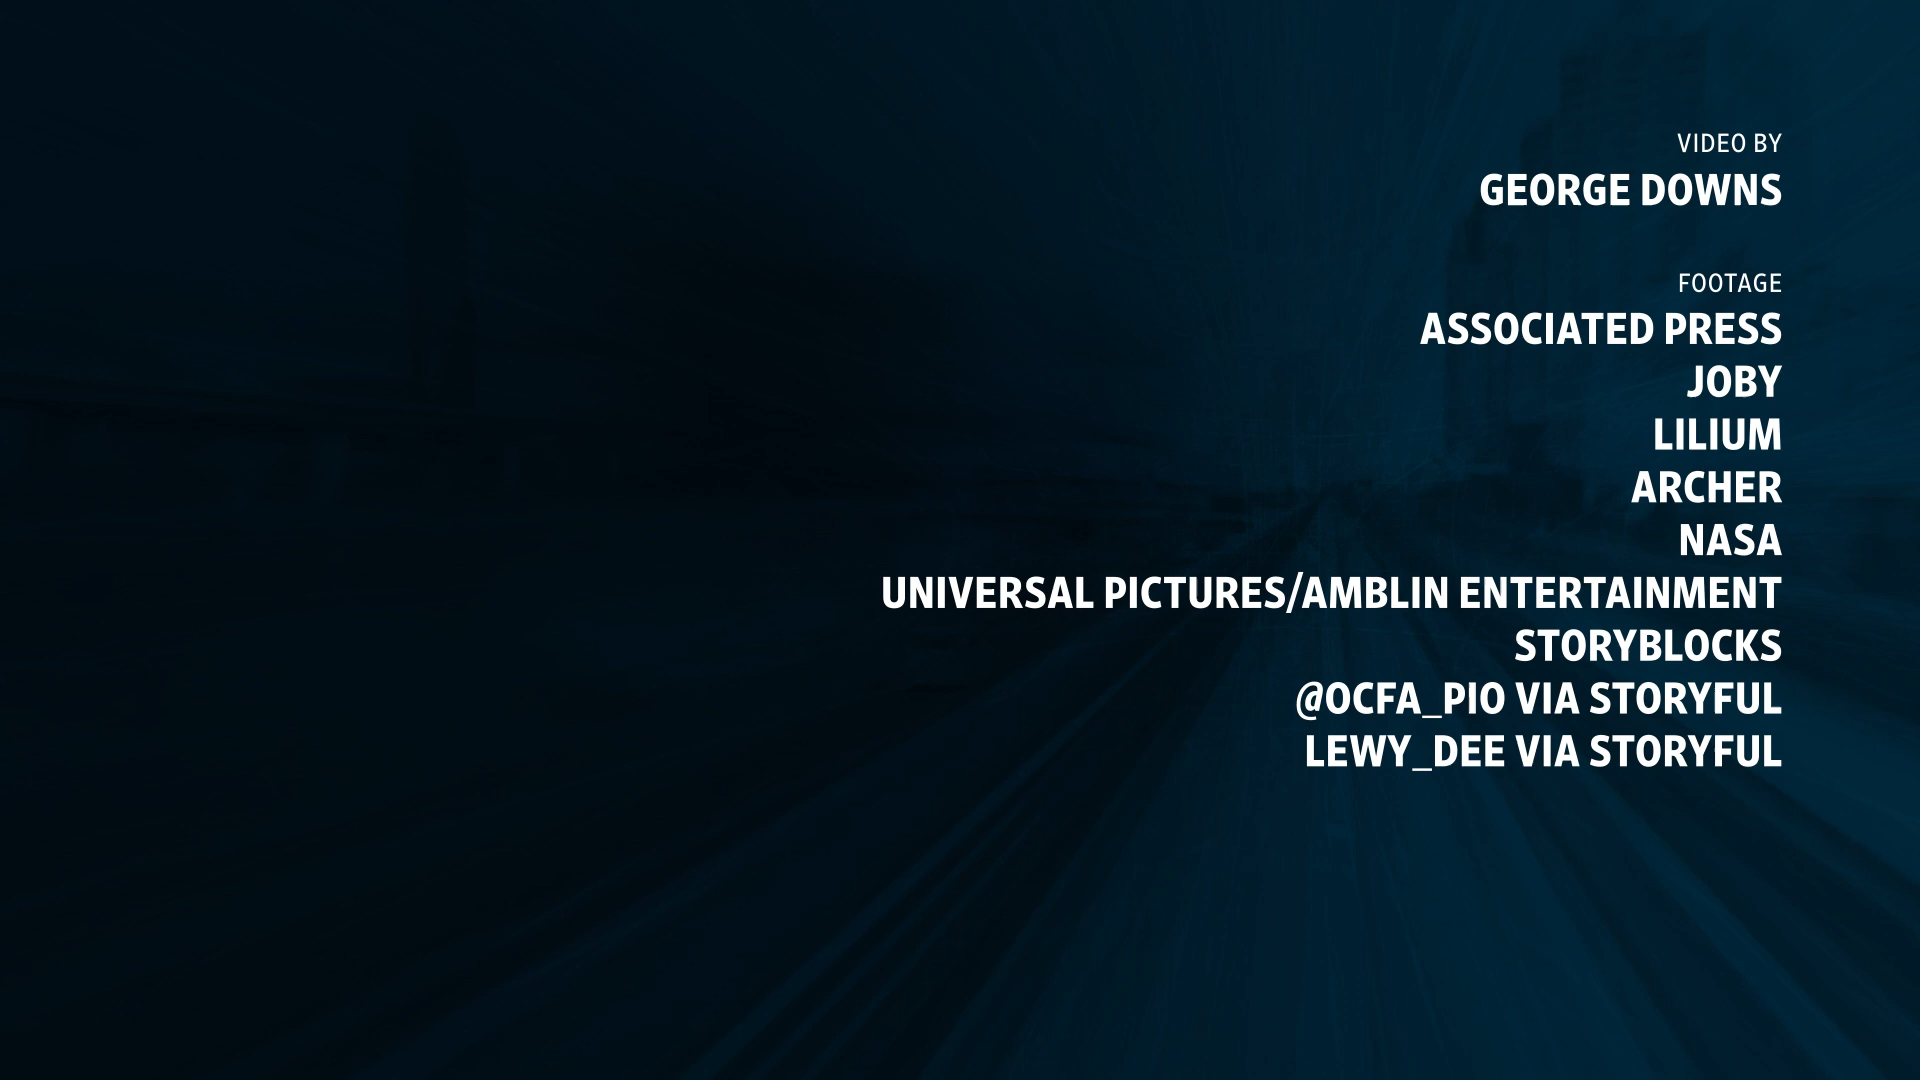 VIDEO BY
GEORGE DOWNS
FOOTAGE
ASSOCIATED PRESS
JOBY
LILIUM
ARCHER
NASA
UNIVERSAL PICTURES/AMBLIN ENTERTAINMENT
STORYBLOCKS
@OCFA_PIO VIA STORYFUL
LEWY_DEE VIA STORYFUL